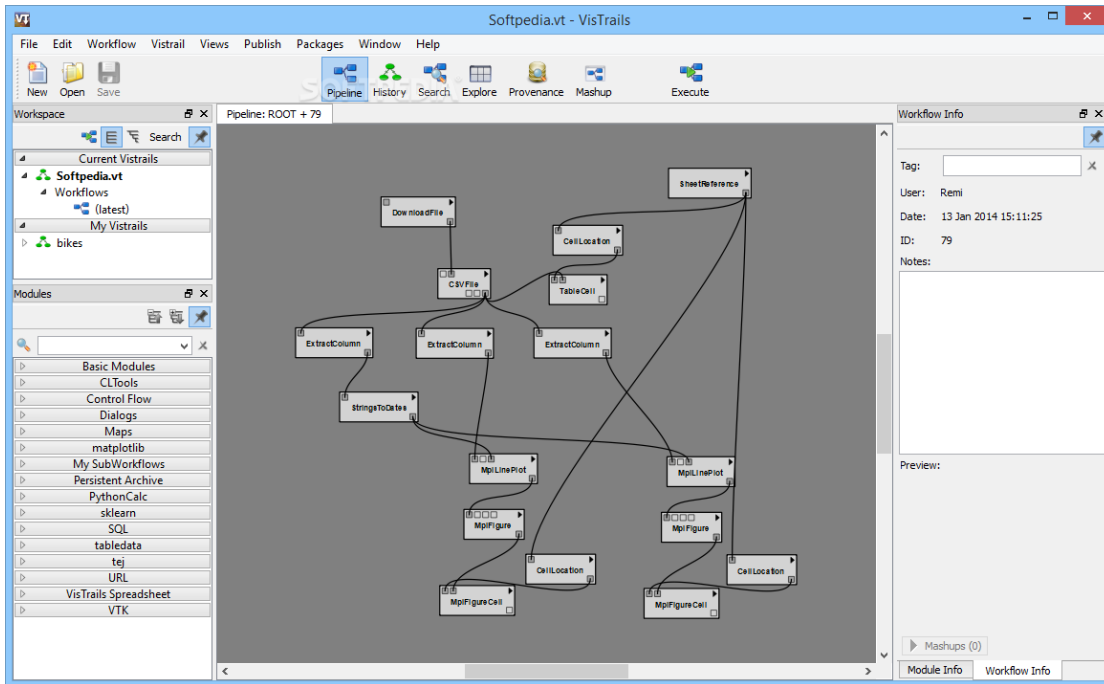 VT
Softpedia.vt - VisTrails
File Edit Workflow Vistrail Views Publish Packages Window Help
New Open Save Pipeline History Search Explore Provenance Mashup Execute
SOFTPEDIA
Workspace
Search
Current Vistrails
Softpedia.vt
Workflows
(latest)
My Vistrails
bikes
Modules
Basic Modules
CLTools
Control Flow
Dialogs
Maps
matplotlib
My SubWorkflows
Persistent Archive
PythonCalc
sklearn
SQL
tabledata
tej
URL
VisTrails Spreadsheet
VTK
Pipeline: ROOT + 79
SheetReference
DownloadFile
CellLocation
CSVFile
TableCell
ExtractColumn ExtractColumn ExtractColumn
StringsToDates
MplLinePlot MplLinePlot
MplFigure MplFigure
CellLocation CellLocation
MplFigureCell MplFigureCell
Workflow Info
Tag:
User: Remi
Date: 13 Jan 2014 15:11:25
ID: 79
Notes:
Preview:
Mashups (0)
Module Info Workflow Info